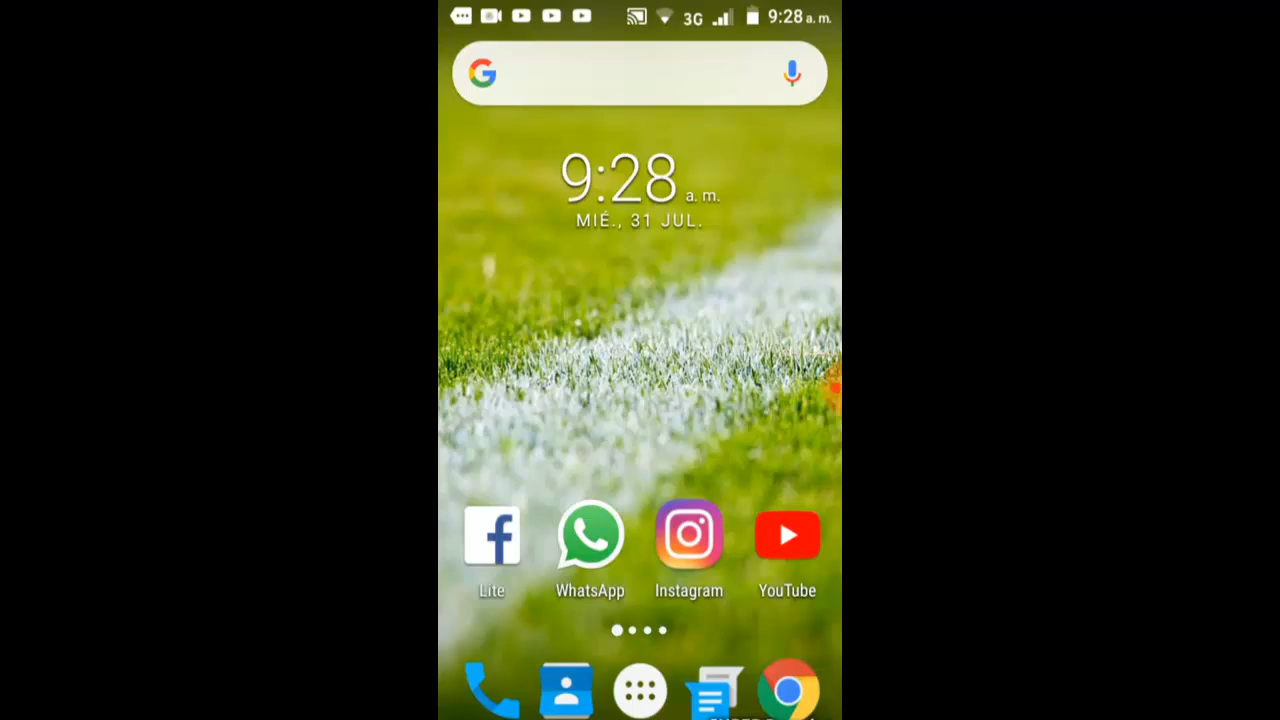 3G 9:28 a. m.
9:28 a. m.
MIÉ., 31 JUL.
Lite WhatsApp Instagram YouTube